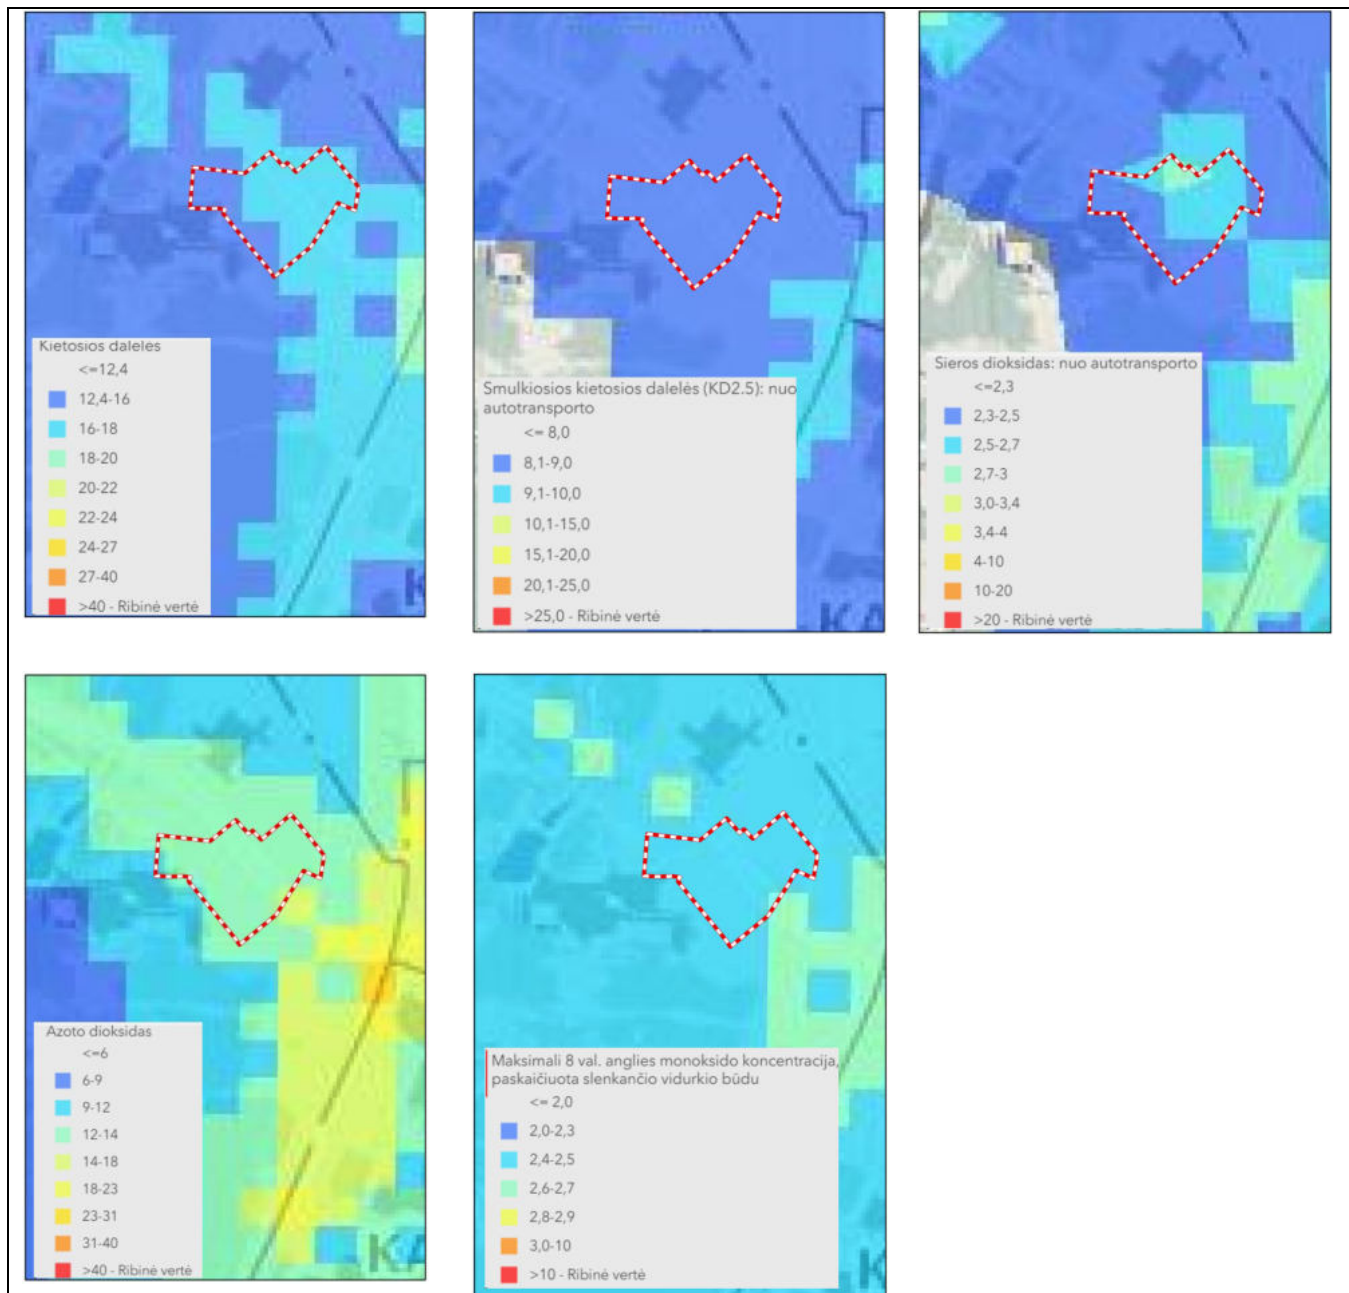 Kietosios dalelės
<=12,4
12,4-16
16-18
18-20
20-22
22-24
24-27
27-40
>40 - Ribinė vertė
K
Smulkiosios kietosios dalelės (KD2.5): nuo
autotransporto
<= 8,0
8,1-9,0
9,1-10,0
10,1-15,0
15,1-20,0
20,1-25,0
>25,0 - Ribinė vertė
KA
Sieros dioksidas: nuo autotransporto
<=2,3
2,3-2,5
2,5-2,7
2,7-3
3,0-3,4
3,4-4
4-10
10-20
>20 - Ribinė vertė
Azoto dioksidas
<=6
6-9
9-12
12-14
14-18
18-23
23-31
31-40
>40 - Ribinė vertė
KA
Maksimali 8 val. anglies monoksido koncentracija,
paskaičiuota slenkančio vidurkio būdu
<= 2,0
2,0-2,3
2,4-2,5
2,6-2,7
2,8-2,9
3,0-10
>10 - Ribinė vertė
K